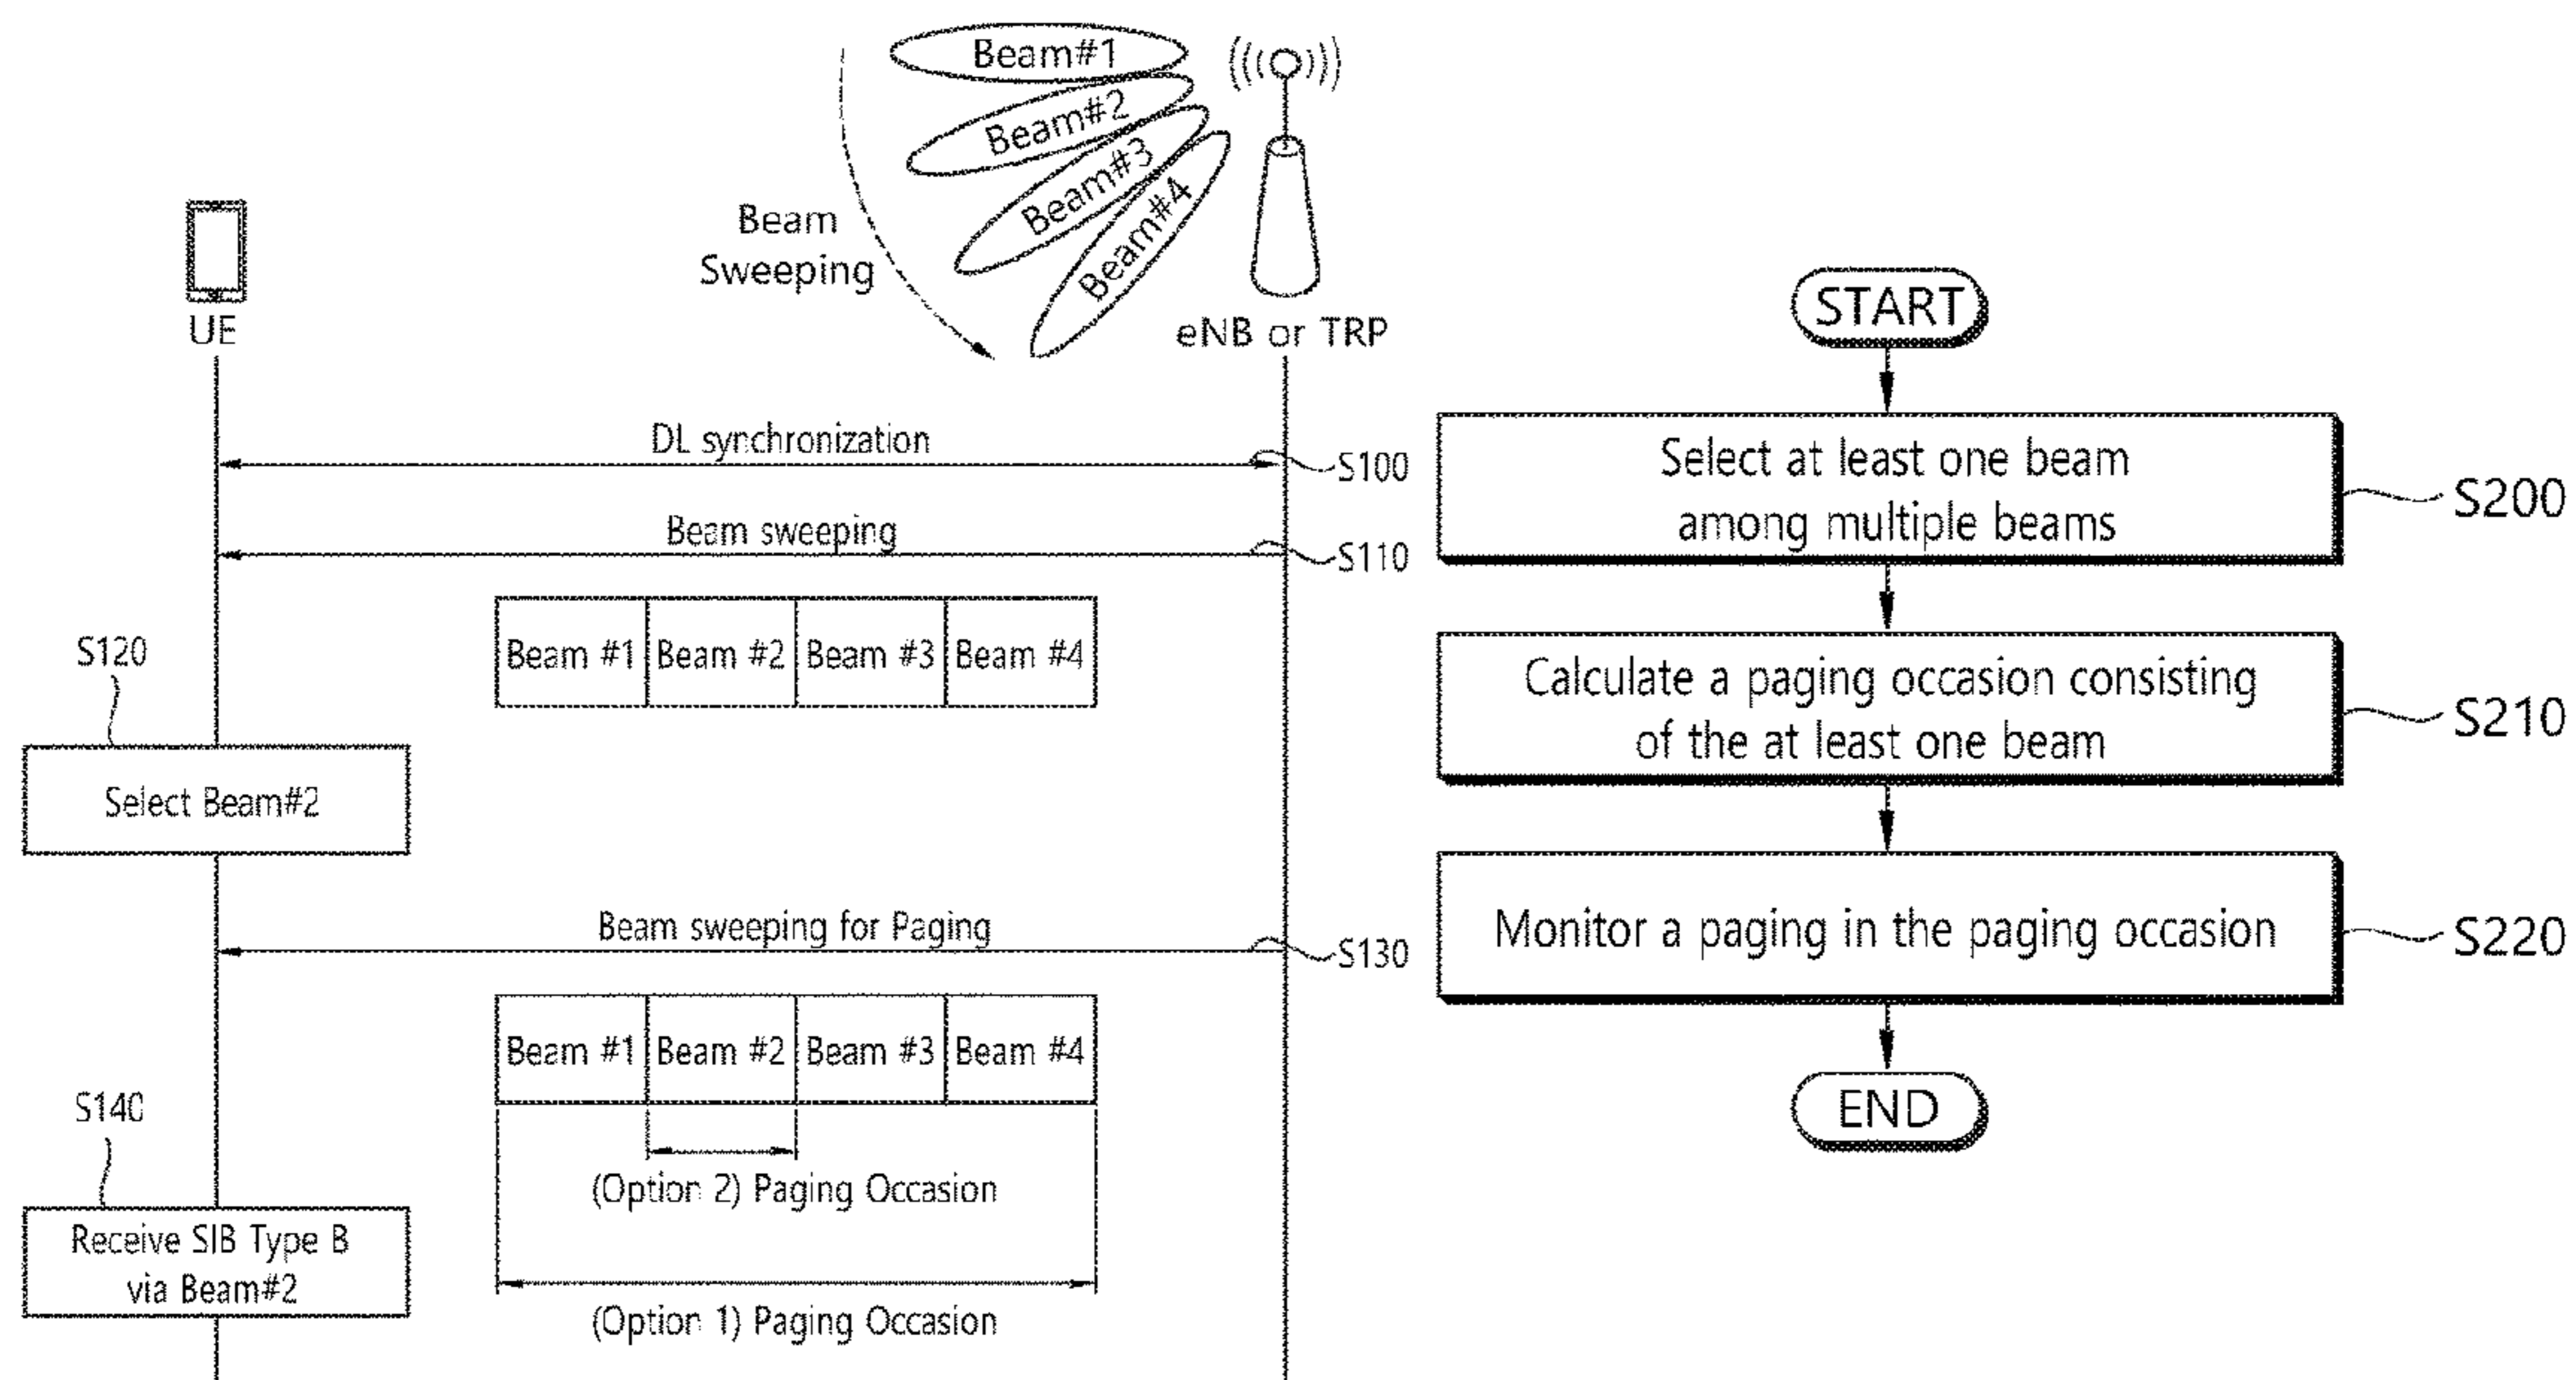 Beam#1
Beam#2
Beam#3
Beam#4
Beam
Sweeping
UE
eNB or TRP
DL synchronization
S100
Beam sweeping
S110
Beam #1 Beam #2 Beam #3 Beam #4
S120
Select Beam#2
Beam sweeping for Paging
S130
Beam #1 Beam #2 Beam #3 Beam #4
S140
(Option 2) Paging Occasion
Receive SIB Type B
via Beam#2
(Option 1) Paging Occasion
START
Select at least one beam
among multiple beams
S200
Calculate a paging occasion consisting
of the at least one beam
S210
Monitor a paging in the paging occasion
S220
END